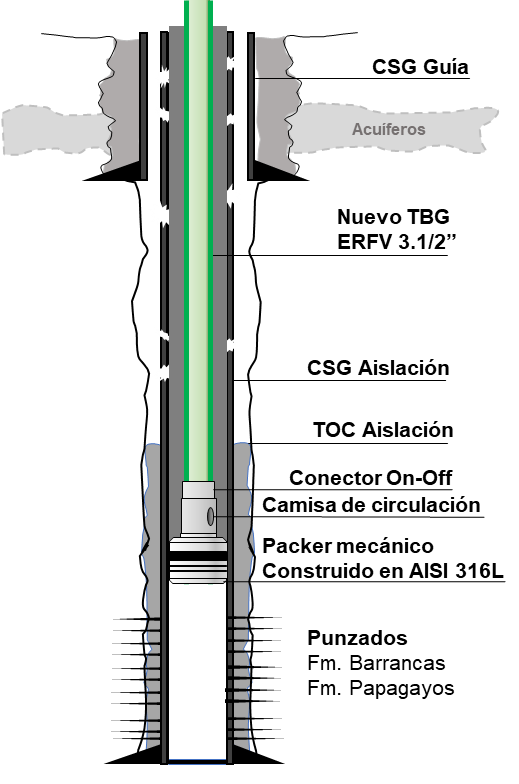 CSG Guía
Acuíferos
Nuevo TBG
ERFV 3.1/2”
CSG Aislación
TOC Aislación
Conector On-Off
Camisa de circulación
Packer mecánico
Construido en AISI 316L
Punzados
Fm. Barrancas
Fm. Papagayos